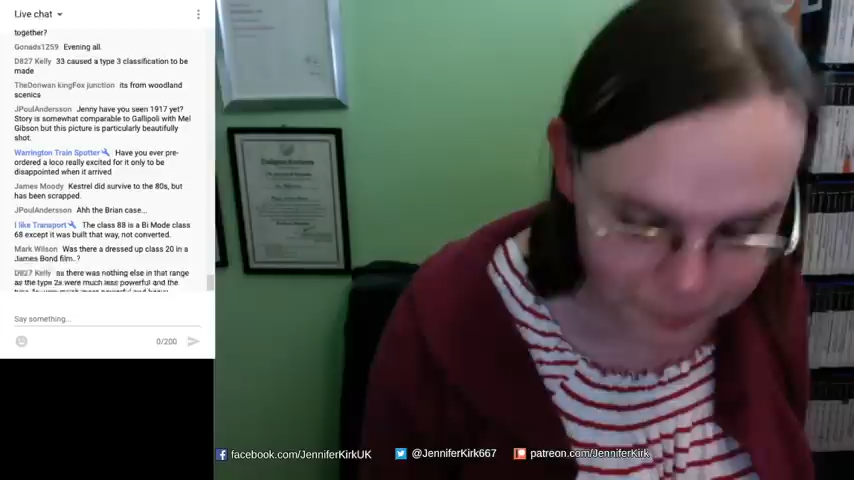 Live chat
together?
Gonads1259 Evening all.
D827 Kelly 33 caused a type 3 classification to be
made
TheDonwan kingFox junction its from woodland
scenics
JPoulAndersson Jenny have you seen 1917 yet?
Story is somewhat comparable to Gallipoli with Mel
Gibson but this picture is particularly beautifully
shot.
Warrington Train Spotter Have you ever pre-
ordered a loco really excited for it only to be
disappointed when it arrived
James Moody Kestrel did survive to the 80s, but
has been scrapped.
JPoulAndersson Ahh the Brian case...
I like Transport The class 88 is a Bi Mode class
68 except it was built that way, not converted.
Mark Wilson Was there a dressed up class 20 in a
James Bond film..?
D827 Kelly as there was nothing else in that range
as the type 2s were much less powerful and the
Say something...
0/200
facebook.com/JenniferKirkUK
@JenniferKirk667
patreon.com/JenniferKirk